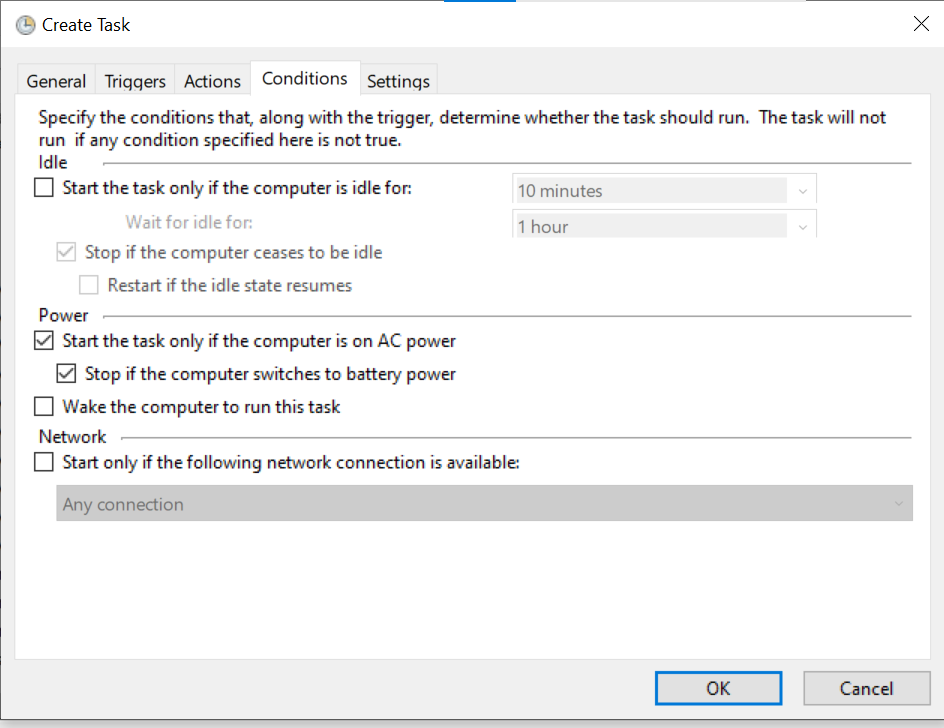 Create Task
General Triggers Actions Conditions Settings
Specify the conditions that, along with the trigger, determine whether the task should run.  The task will not
run  if any condition specified here is not true.
Idle
Start the task only if the computer is idle for: 10 minutes
Wait for idle for: 1 hour
Stop if the computer ceases to be idle
Restart if the idle state resumes
Power
Start the task only if the computer is on AC power
Stop if the computer switches to battery power
Wake the computer to run this task
Network
Start only if the following network connection is available:
Any connection
OK Cancel